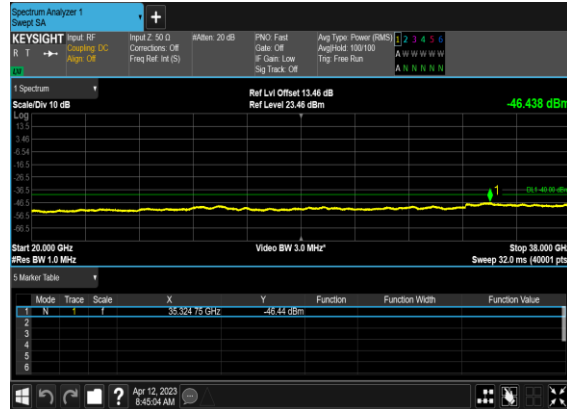 Spectrum Analyzer 1
Swept SA
+
KEYSIGHT Input: RF Input Z: 50 Ω #Atten: 20 dB PNO: Fast Avg Type: Power (RMS) 1 2 3 4 5 6
R T Coupling: DC Corrections: Off Gate: Off Avg|Hold: 100/100 A W W W W W
Align: Off Freq Ref: Int (S) IF Gain: Low Trig: Free Run
Sig Track: Off A N N N N N
1 Spectrum
Ref Lvl Offset 13.46 dB
Scale/Div 10 dB Ref Level 23.46 dBm -46.438 dBm
Log
13.5
3.46
-6.54
-16.5
-26.5
-36.5 1 DL1 -40.00 dBm
-46.5
-56.5
-66.5
Start 20.000 GHz Video BW 3.0 MHz* Stop 38.000 GHz
#Res BW 1.0 MHz Sweep 32.0 ms (40001 pts
5 Marker Table
Mode Trace Scale X Y Function Function Width Function Value
1 N 1 f 35.324 75 GHz -46.44 dBm
2
3
4
5
6
? Apr 12, 2023
8:45:04 AM